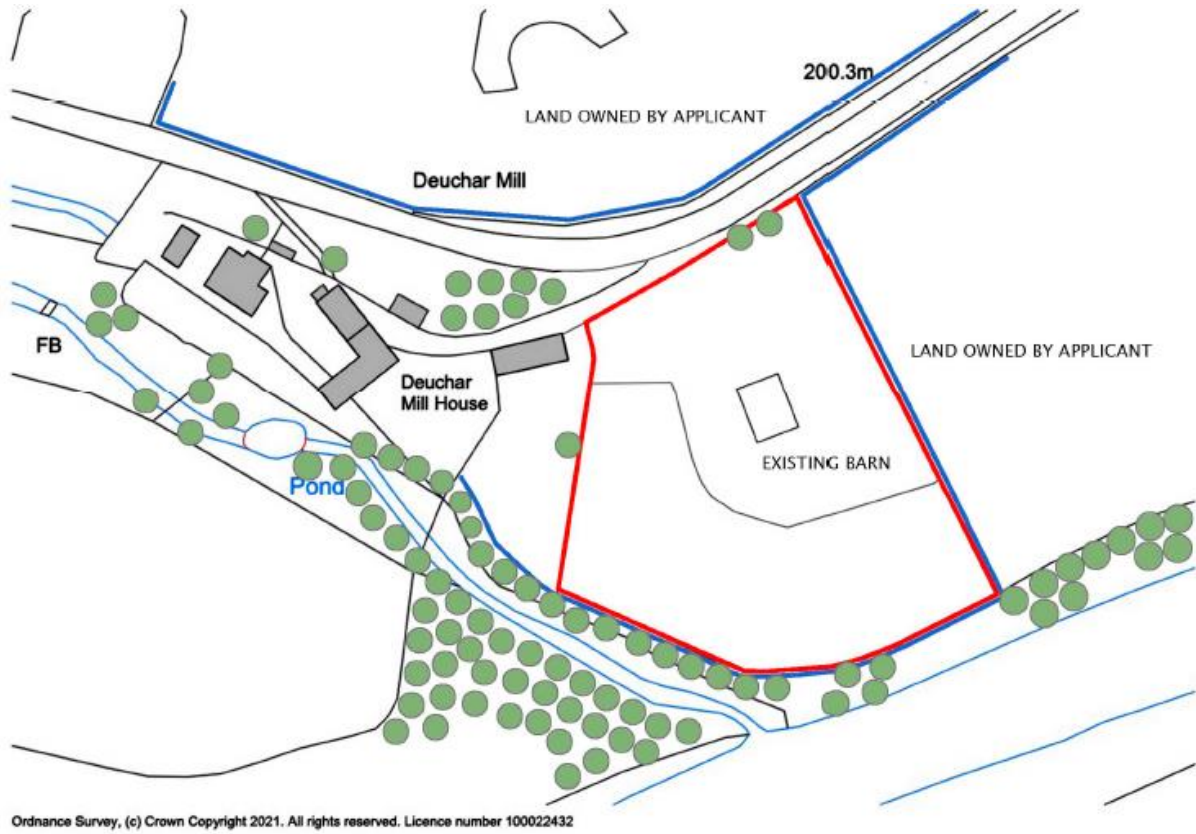 200.3m
LAND OWNED BY APPLICANT
Deuchar Mill
FB
Deuchar
Mill House
LAND OWNED BY APPLICANT
EXISTING BARN
Pond
Ordnance Survey, (c) Crown Copyright 2021. All rights reserved. Licence number 100022432